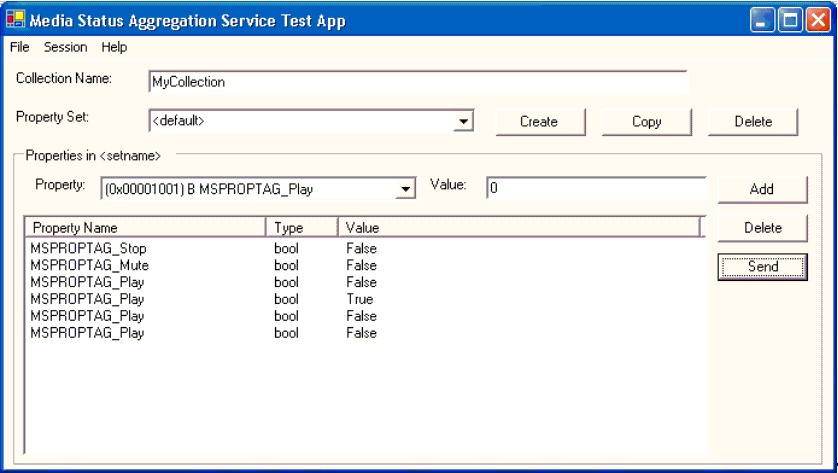 Media Status Aggregation Service Test App
File Session Help
Collection Name: MyCollection
Property Set: <default> Create Copy Delete
Properties in <setname>
Property: (0x00001001) B MSPROPTAG_Play Value: 0 Add
Property Name Type Value Delete
MSPROPTAG_Stop bool False
MSPROPTAG_Mute bool False
Send
MSPROPTAG_Play bool False
MSPROPTAG_Play bool True
MSPROPTAG_Play bool False
MSPROPTAG_Play bool False